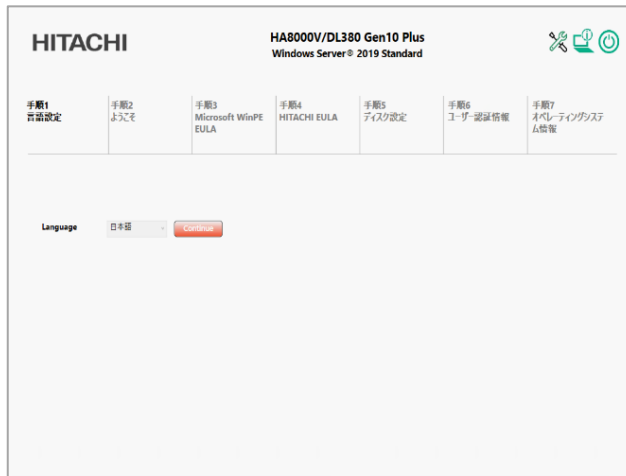 HITACHI
HA8000V/DL380 Gen10 Plus
Windows Server® 2019 Standard
手順1
言語設定
手順2
ようこそ
手順3
Microsoft WinPE
EULA
手順4
HITACHI EULA
手順5
ディスク設定
手順6
ユーザー認証情報
手順7
オペレーティングシステ
ム情報
Language
日本語
Continue